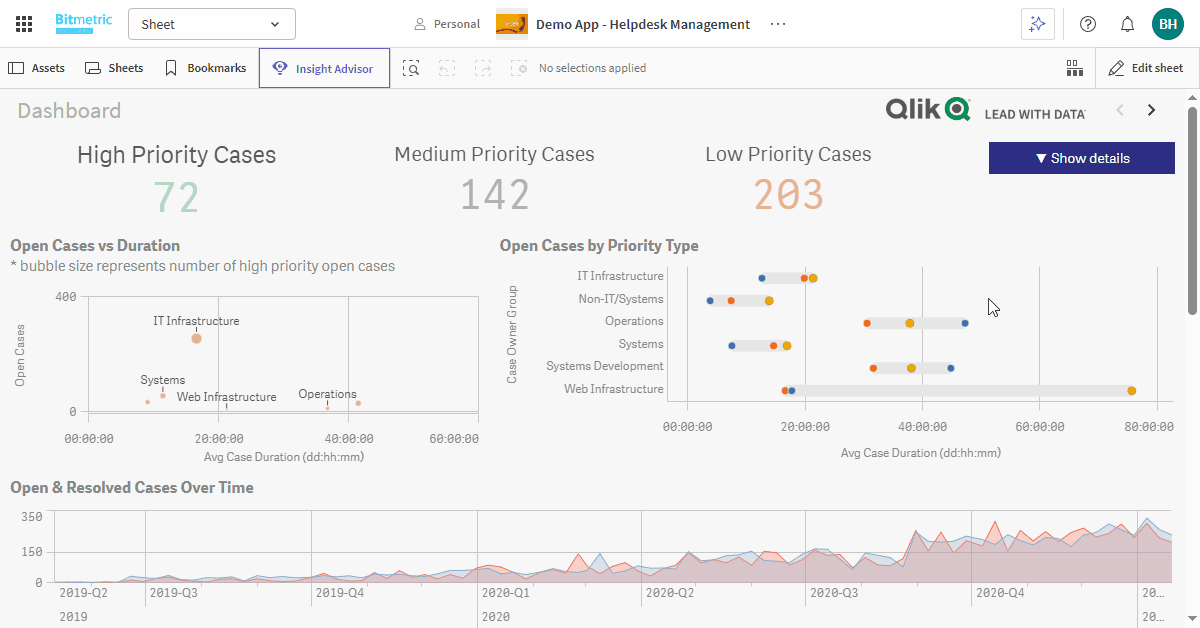 Bitmetric
Sheet
Personal
Demo App - Helpdesk Management
BH
Assets
Sheets
Bookmarks
Insight Advisor
No selections applied
Edit sheet
Dashboard
Qlik
LEAD WITH DATA
High Priority Cases
72
Medium Priority Cases
142
Low Priority Cases
203
▼ Show details
Open Cases vs Duration
* bubble size represents number of high priority open cases
Open Cases
400
0
IT Infrastructure
Systems
Web Infrastructure
Operations
00:00:00
20:00:00
40:00:00
60:00:00
Avg Case Duration (dd:hh:mm)
Open Cases by Priority Type
Case Owner Group
IT Infrastructure
Non-IT/Systems
Operations
Systems
Systems Development
Web Infrastructure
00:00:00
20:00:00
40:00:00
60:00:00
80:00:00
Avg Case Duration (dd:hh:mm)
Open & Resolved Cases Over Time
350
150
0
2019-Q2
2019-Q3
2019-Q4
2020-Q1
2020-Q2
2020-Q3
2020-Q4
20...
2019
2020
20...